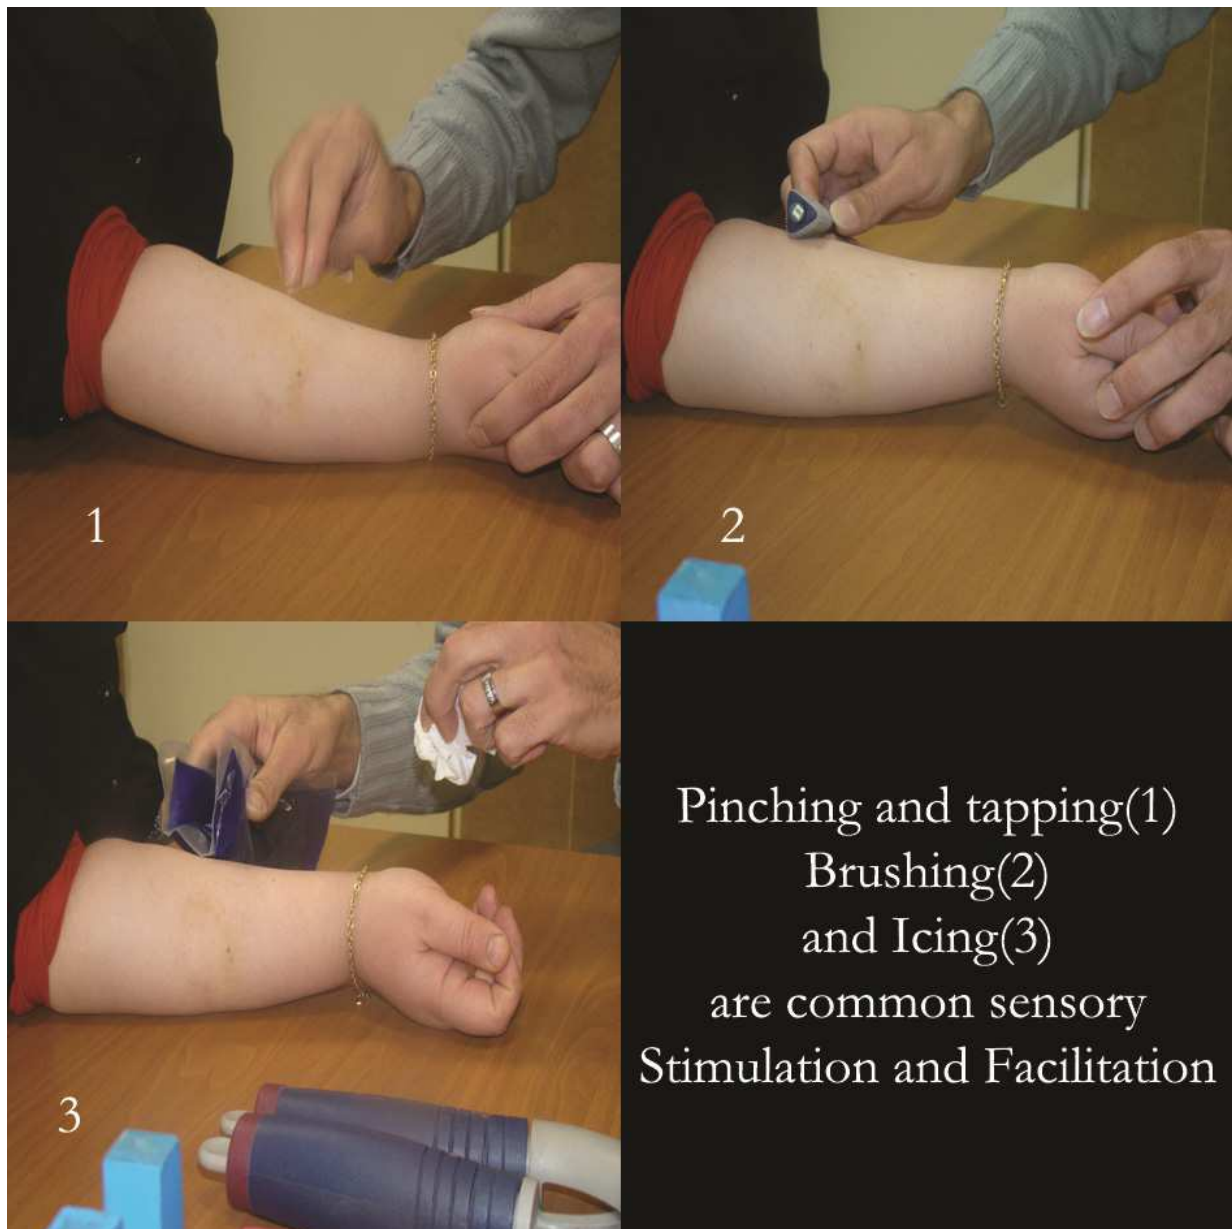 1
2
3
Pinching and tapping(1)
Brushing(2)
and Icing(3)
are common sensory
Stimulation and Facilitation